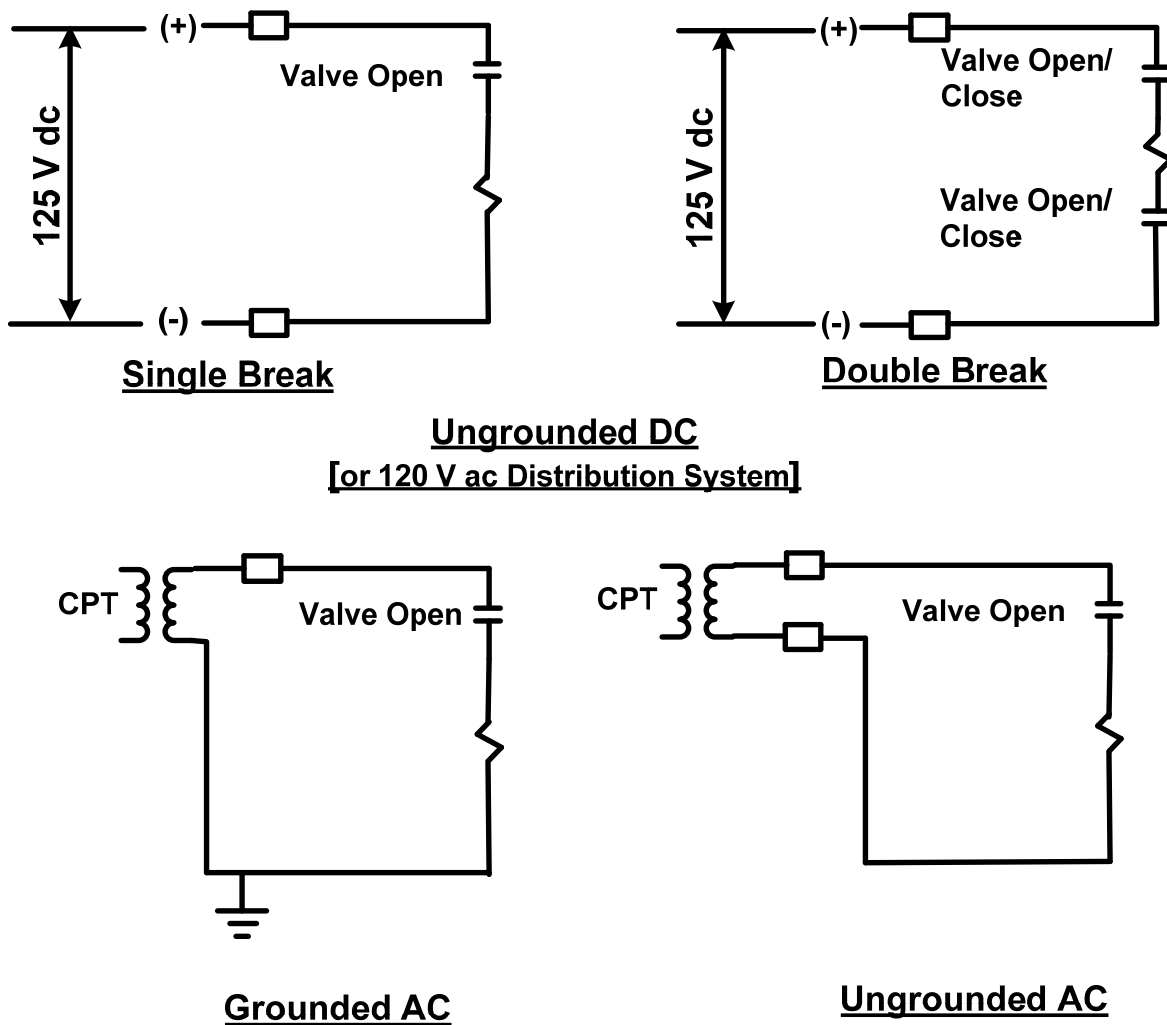 (+)
Valve Open
125 V dc
(-)
Single Break
(+)
Valve Open/
Close
125 V dc
Valve Open/
Close
(-)
Double Break
Ungrounded DC
[or 120 V ac Distribution System]
CPT
Valve Open
Grounded AC
CPT
Valve Open
Ungrounded AC